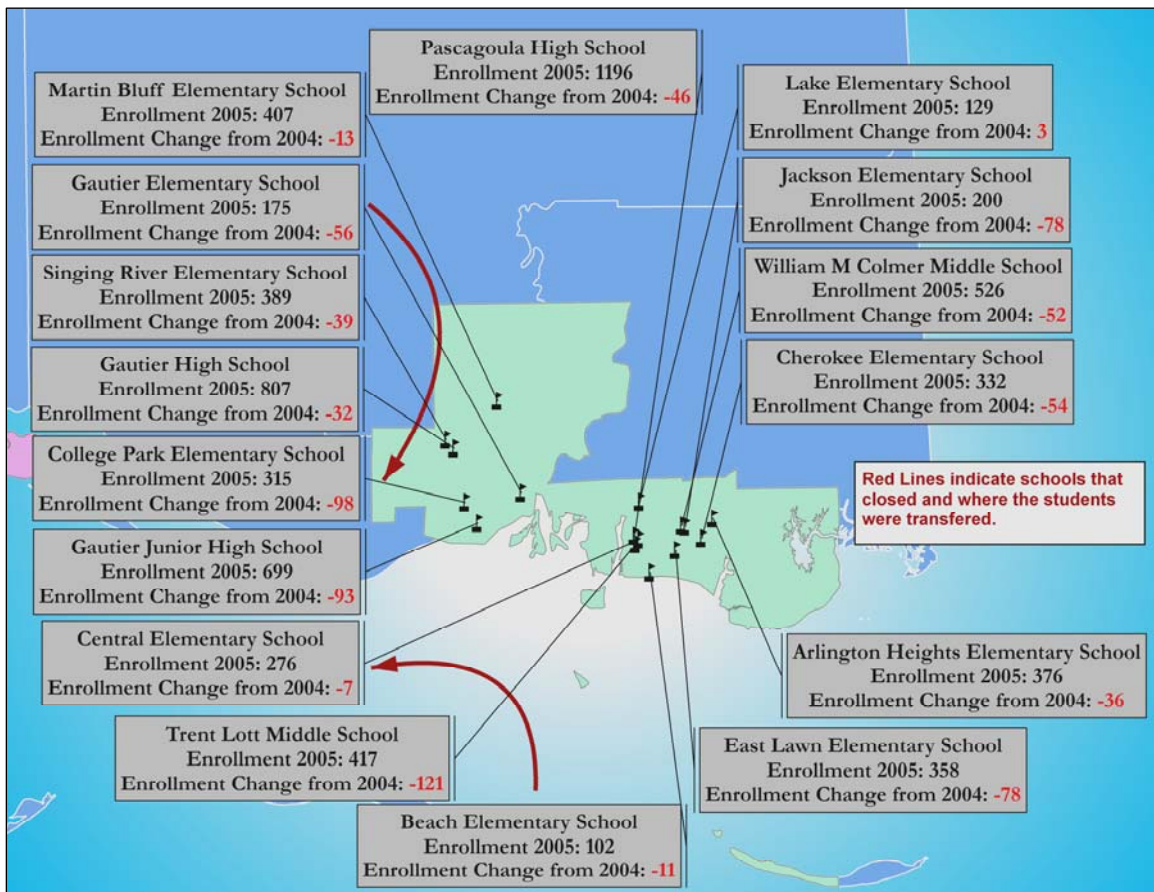 Pascagoula High School
Enrollment 2005: 1196
Enrollment Change from 2004: -46
Martin Bluff Elementary School
Enrollment 2005: 407
Enrollment Change from 2004: -13
Gautier Elementary School
Enrollment 2005: 175
Enrollment Change from 2004: -56
Singing River Elementary School
Enrollment 2005: 389
Enrollment Change from 2004: -39
Gautier High School
Enrollment 2005: 807
Enrollment Change from 2004: -32
College Park Elementary School
Enrollment 2005: 315
Enrollment Change from 2004: -98
Gautier Junior High School
Enrollment 2005: 699
Enrollment Change from 2004: -93
Central Elementary School
Enrollment 2005: 276
Enrollment Change from 2004: -7
Trent Lott Middle School
Enrollment 2005: 417
Enrollment Change from 2004: -121
Beach Elementary School
Enrollment 2005: 102
Enrollment Change from 2004: -11
Lake Elementary School
Enrollment 2005: 129
Enrollment Change from 2004: 3
Jackson Elementary School
Enrollment 2005: 200
Enrollment Change from 2004: -78
William M Colmer Middle School
Enrollment 2005: 526
Enrollment Change from 2004: -52
Cherokee Elementary School
Enrollment 2005: 332
Enrollment Change from 2004: -54
Red Lines indicate schools that
closed and where the students
were transfered.
Arlington Heights Elementary School
Enrollment 2005: 376
Enrollment Change from 2004: -36
East Lawn Elementary School
Enrollment 2005: 358
Enrollment Change from 2004: -78